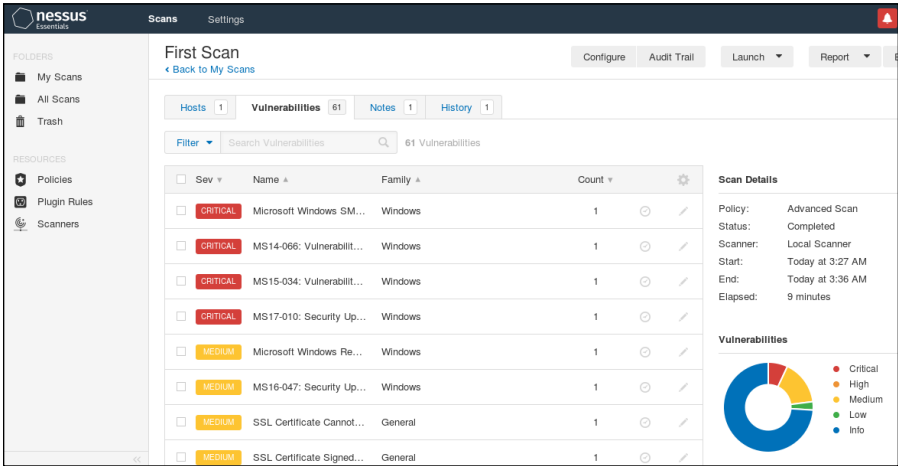 nessus
Essentials
Scans
Settings
FOLDERS
My Scans
All Scans
Trash
RESOURCES
Policies
Plugin Rules
Scanners
First Scan
Back to My Scans
Configure
Audit Trail
Launch
Report
Hosts 1
Vulnerabilities 61
Notes 1
History 1
Filter
Search Vulnerabilities
61 Vulnerabilities
Sev Name Family Count
CRITICAL Microsoft Windows SM... Windows 1
CRITICAL MS14-066: Vulnerabilit... Windows 1
CRITICAL MS15-034: Vulnerabilit... Windows 1
CRITICAL MS17-010: Security Up... Windows 1
MEDIUM Microsoft Windows Re... Windows 1
MEDIUM MS16-047: Security Up... Windows 1
MEDIUM SSL Certificate Cannot... General 1
MEDIUM SSL Certificate Signed... General 1
Scan Details
Policy: Advanced Scan
Status: Completed
Scanner: Local Scanner
Start: Today at 3:27 AM
End: Today at 3:36 AM
Elapsed: 9 minutes
Vulnerabilities
Critical
High
Medium
Low
Info